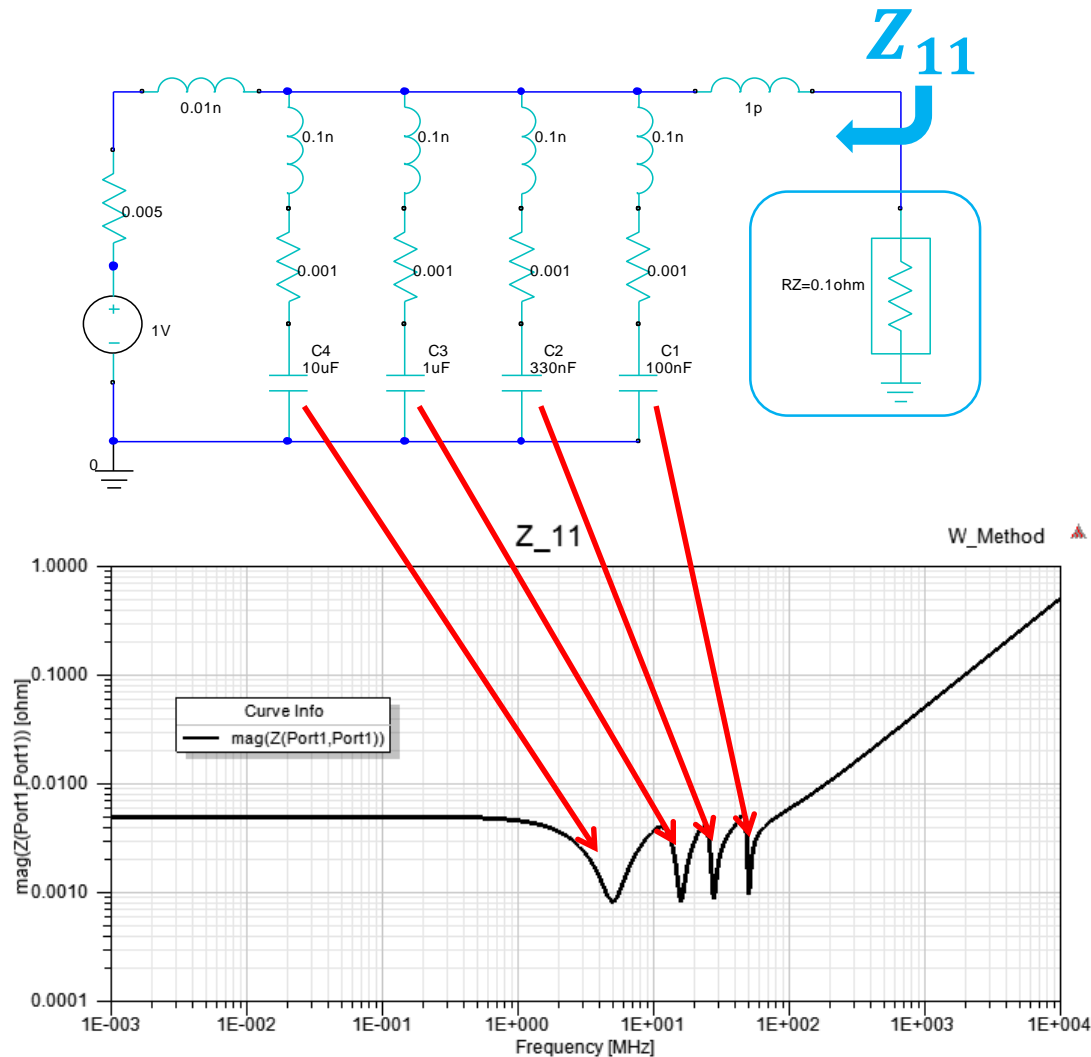 Z11
0.01n
1p
0.1n
0.1n
0.1n
0.1n
0.005
0.001
0.001
0.001
0.001
RZ=0.1ohm
+
−
1V
C4
10uF
C3
1uF
C2
330nF
C1
100nF
0
Z_11
W_Method
1.0000
0.1000
0.0100
0.0010
0.0001
mag(Z(Port1,Port1)) [ohm]
Curve Info
mag(Z(Port1,Port1))
1E-003
1E-002
1E-001
1E+000
1E+001
1E+002
1E+003
1E+004
Frequency [MHz]